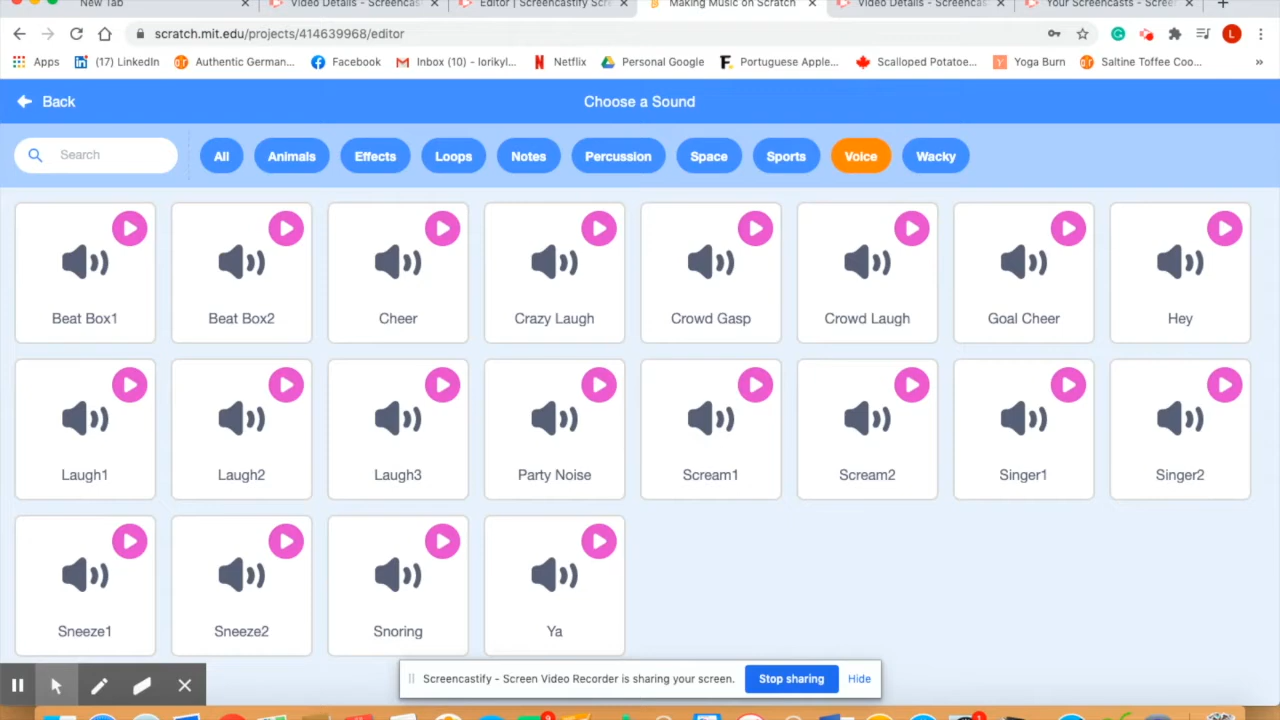 New Tab
Video Details - Screencas
Editor | Screencastify Scre
Making Music on Scratch
Video Details - Screencas
Your Screencasts - Screen
scratch.mit.edu/projects/414639968/editor
L
Apps
(17) LinkedIn
Authentic German...
Facebook
Inbox (10) - lorikyl...
Netflix
Personal Google
Portuguese Apple...
Scalloped Potatoe...
Yoga Burn
Saltine Toffee Coo...
»
Back
Choose a Sound
Search
All
Animals
Effects
Loops
Notes
Percussion
Space
Sports
Voice
Wacky
Beat Box1
Beat Box2
Cheer
Crazy Laugh
Crowd Gasp
Crowd Laugh
Goal Cheer
Hey
Laugh1
Laugh2
Laugh3
Party Noise
Scream1
Scream2
Singer1
Singer2
Sneeze1
Sneeze2
Snoring
Ya
Screencastify - Screen Video Recorder is sharing your screen.
Stop sharing
Hide